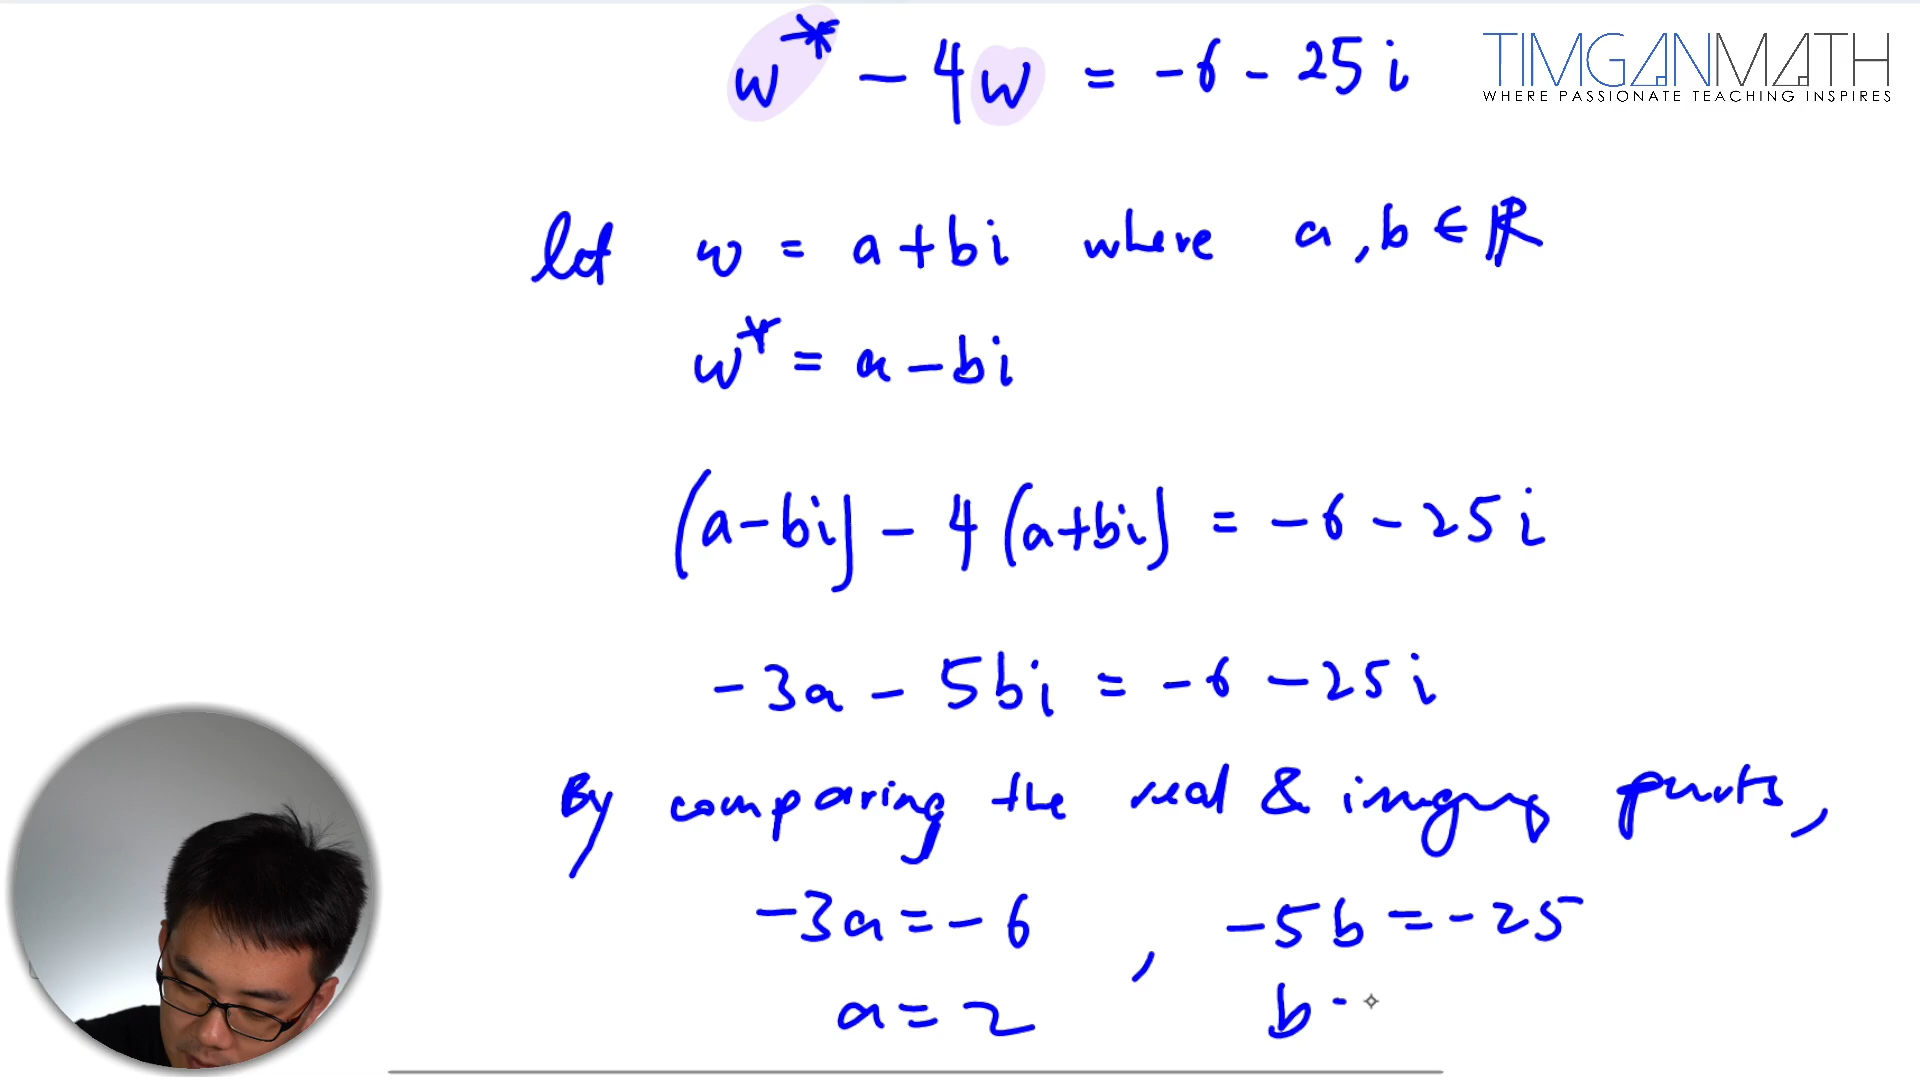 w* - 4w = -6 - 25i
TIMGANMATH
WHERE PASSIONATE TEACHING INSPIRES
let w = a+bi where a, b ∈ ℝ
w* = a - bi
(a-bi) - 4(a+bi) = -6 - 25i
-3a - 5bi = -6 - 25i
By comparing the real & parts,
-3a = -6 , -5b = -25
a = 2 b -